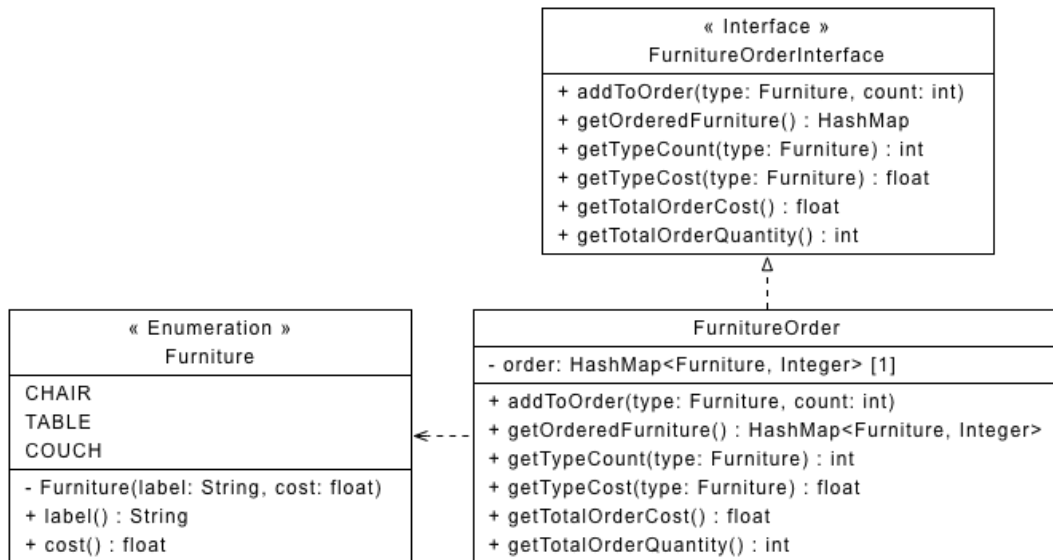 « Interface »
FurnitureOrderInterface
+ addToOrder(type: Furniture, count: int)
+ getOrderedFurniture() : HashMap
+ getTypeCount(type: Furniture) : int
+ getTypeCost(type: Furniture) : float
+ getTotalOrderCost() : float
+ getTotalOrderQuantity() : int
« Enumeration »
Furniture
CHAIR
TABLE
COUCH
- Furniture(label: String, cost: float)
+ label() : String
+ cost() : float
FurnitureOrder
- order: HashMap<Furniture, Integer> [1]
+ addToOrder(type: Furniture, count: int)
+ getOrderedFurniture() : HashMap<Furniture, Integer>
+ getTypeCount(type: Furniture) : int
+ getTypeCost(type: Furniture) : float
+ getTotalOrderCost() : float
+ getTotalOrderQuantity() : int